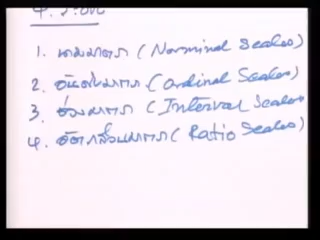 1. นามมาตรา (Norminal Scales)
2. อันดับมาตรา (Ordinal Scales)
3. ช่วงมาตรา (Interval Scales
4. อัตราส่วนมาตรา (Ratio Scales)